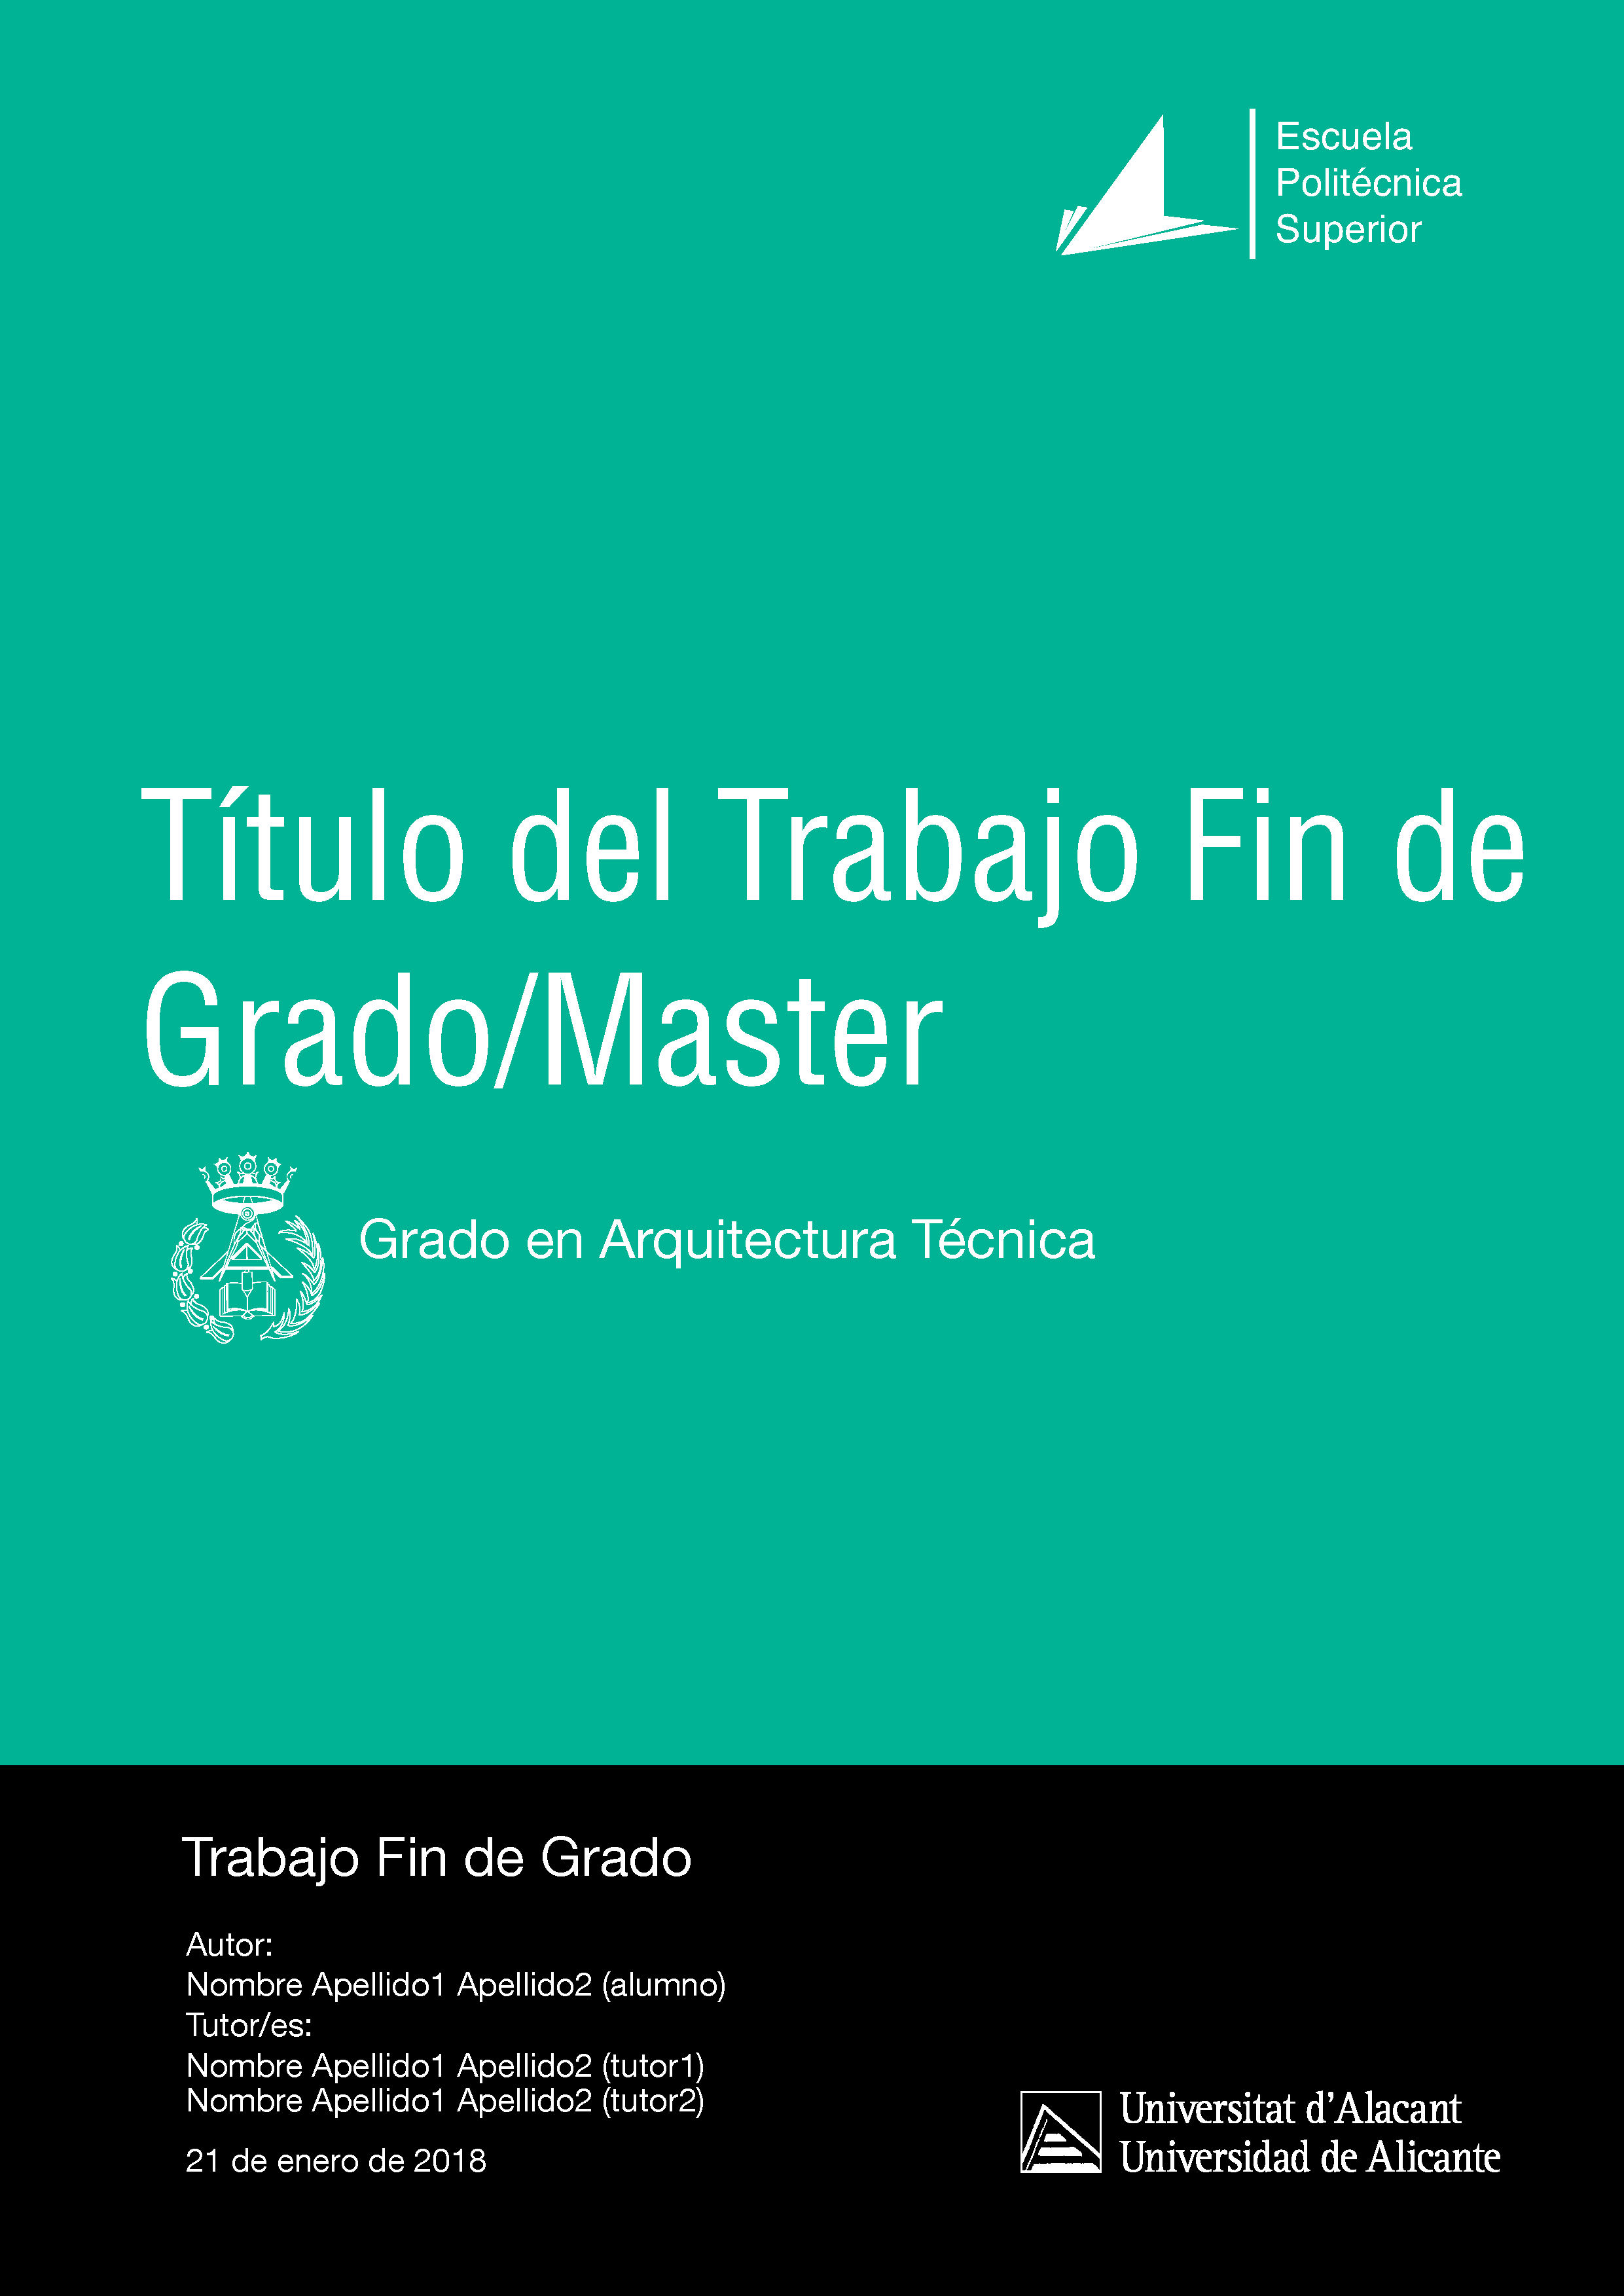 Escuela
Politécnica
Superior
Título del Trabajo Fin de
Grado/Master
Grado en Arquitectura Técnica
Trabajo Fin de Grado
Autor:
Nombre Apellido1 Apellido2 (alumno)
Tutor/es:
Nombre Apellido1 Apellido2 (tutor1)
Nombre Apellido1 Apellido2 (tutor2)
21 de enero de 2018
Universitat d’Alacant
Universidad de Alicante